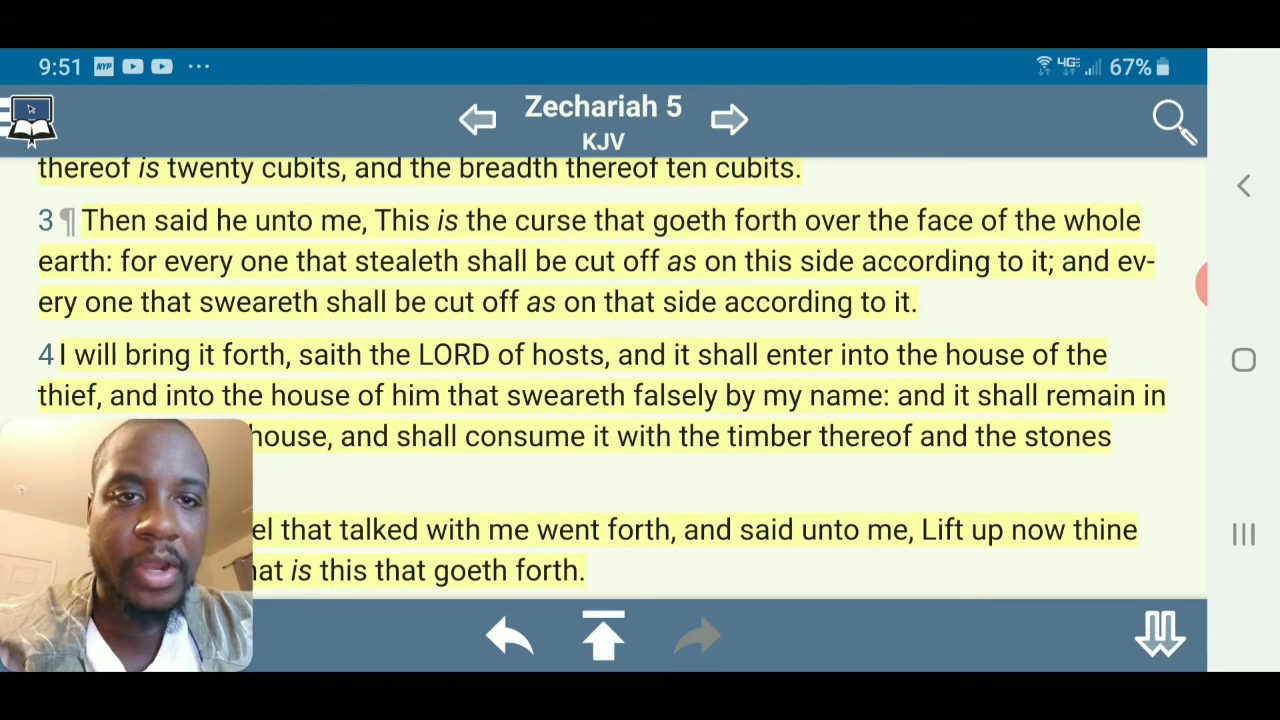 9:51 NYP ... 4GE 67%
Zechariah 5
KJV
thereof is twenty cubits, and the breadth thereof ten cubits.
3 ¶ Then said he unto me, This is the curse that goeth forth over the face of the whole
earth: for every one that stealeth shall be cut off as on this side according to it; and ev-
ery one that sweareth shall be cut off as on that side according to it.
4 I will bring it forth, saith the LORD of hosts, and it shall enter into the house of the
thief, and into the house of him that sweareth falsely by my name: and it shall remain in
house, and shall consume it with the timber thereof and the stones
el that talked with me went forth, and said unto me, Lift up now thine
hat is this that goeth forth.